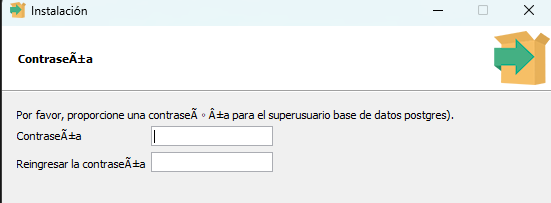 Instalación
ContraseÃ±a
Por favor, proporcione una contraseÃ◦Â±a para el superusuario base de datos postgres).
ContraseÃ±a
Reingresar la contraseÃ±a